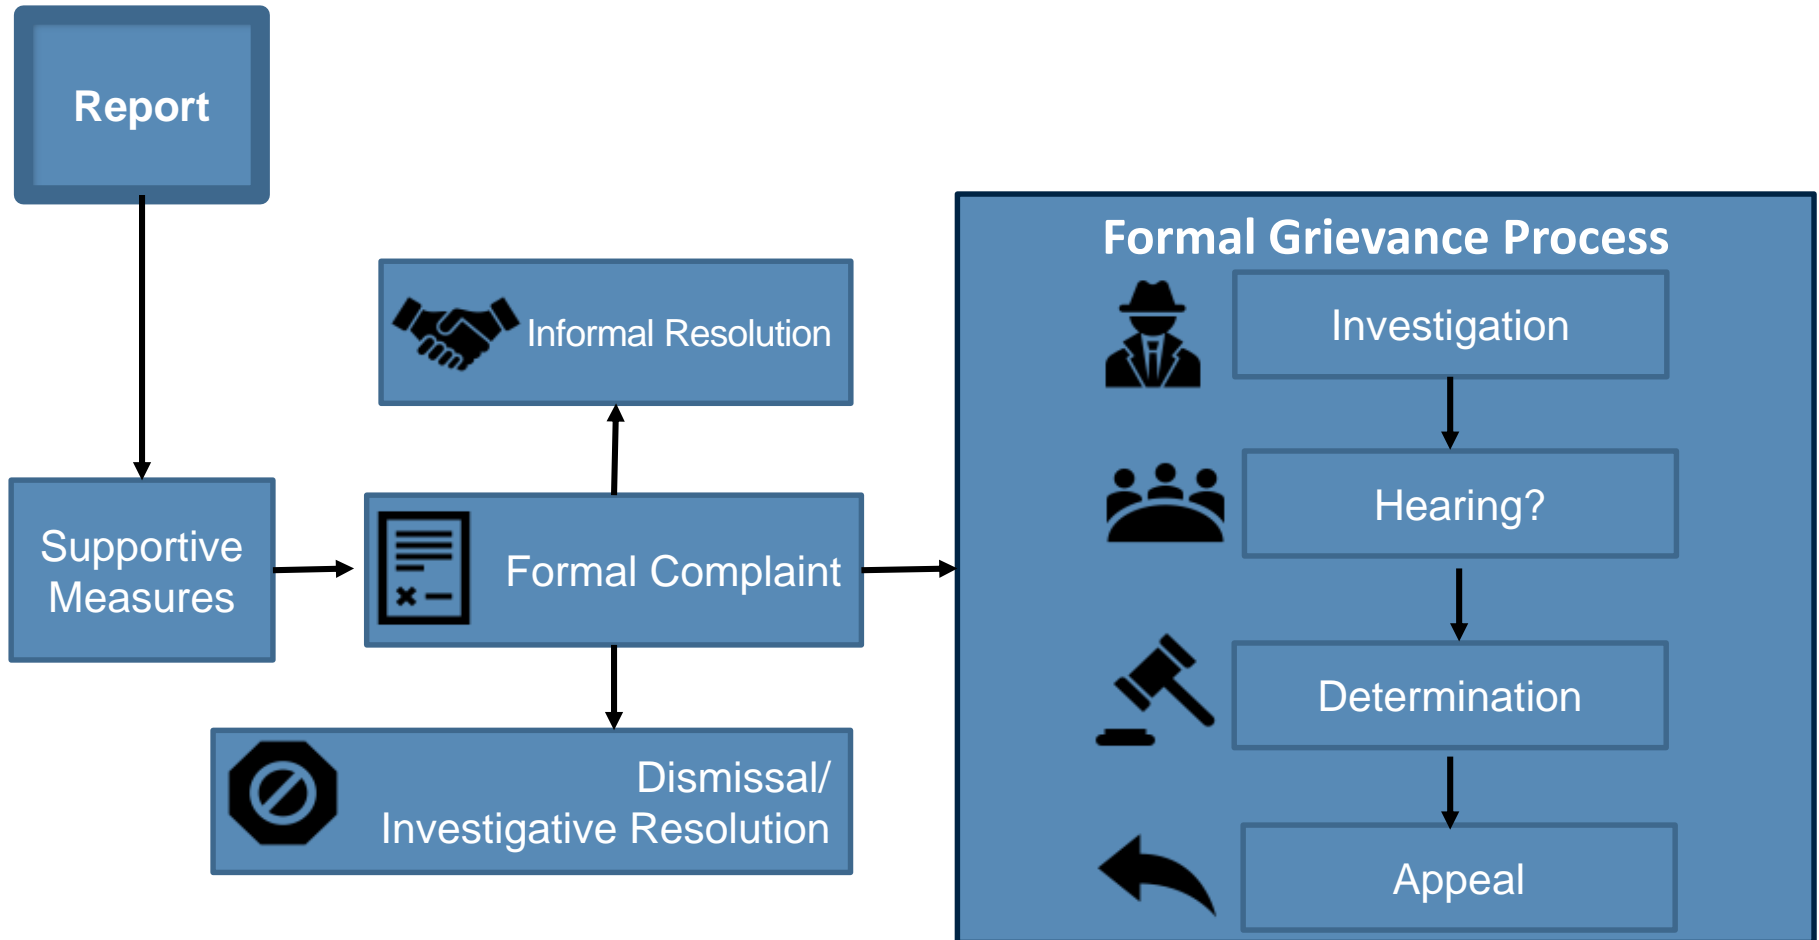 Report
Supportive
Measures
Informal Resolution
Formal Complaint
Dismissal/
Investigative Resolution
Formal Grievance Process
Investigation
Hearing?
Determination
Appeal